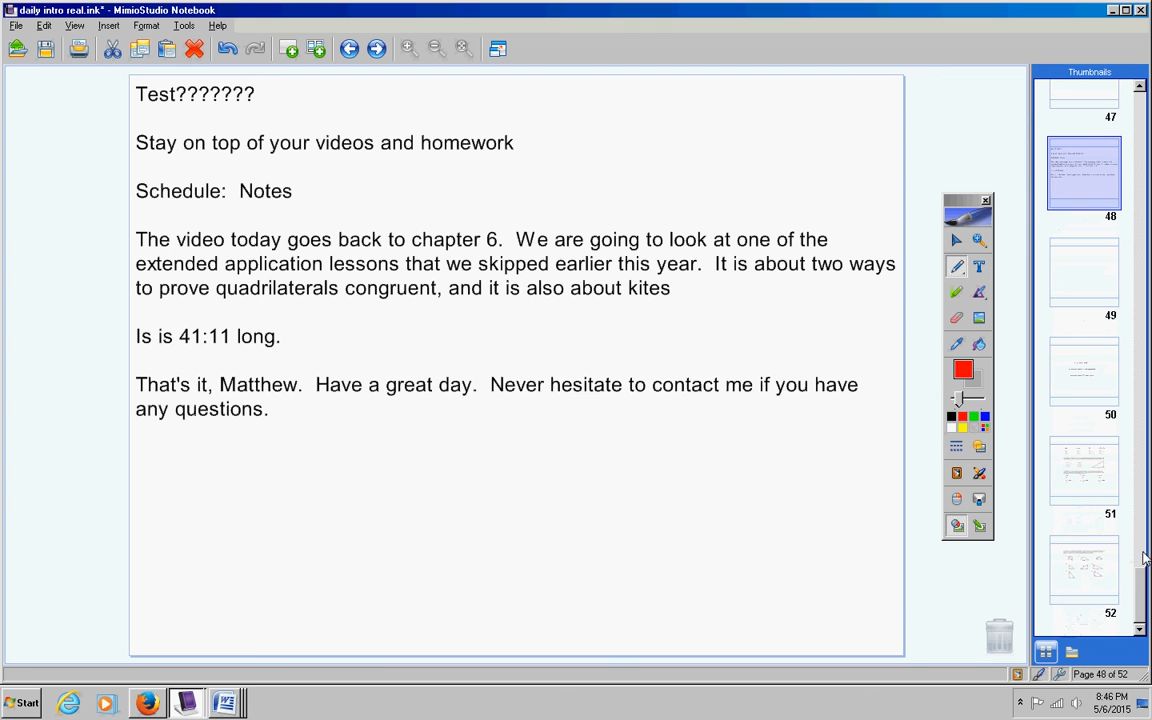 daily intro real.ink* - MimioStudio Notebook
File Edit View Insert Format Tools Help
Test???????
Stay on top of your videos and homework
Schedule: Notes
The video today goes back to chapter 6. We are going to look at one of the
extended application lessons that we skipped earlier this year. It is about two ways
to prove quadrilaterals congruent, and it is also about kites
Is is 41:11 long.
That's it, Matthew. Have a great day. Never hesitate to contact me if you have
any questions.
Thumbnails
47
48
49
50
51
52
Page 48 of 52
Start
8:46 PM
5/6/2015